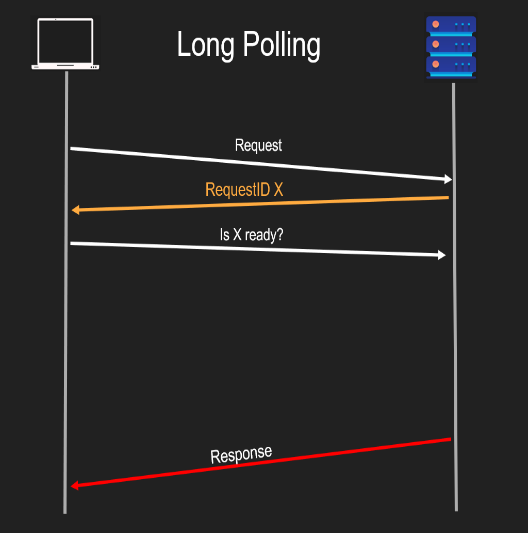 Long Polling
Request
RequestID X
Is X ready?
Response